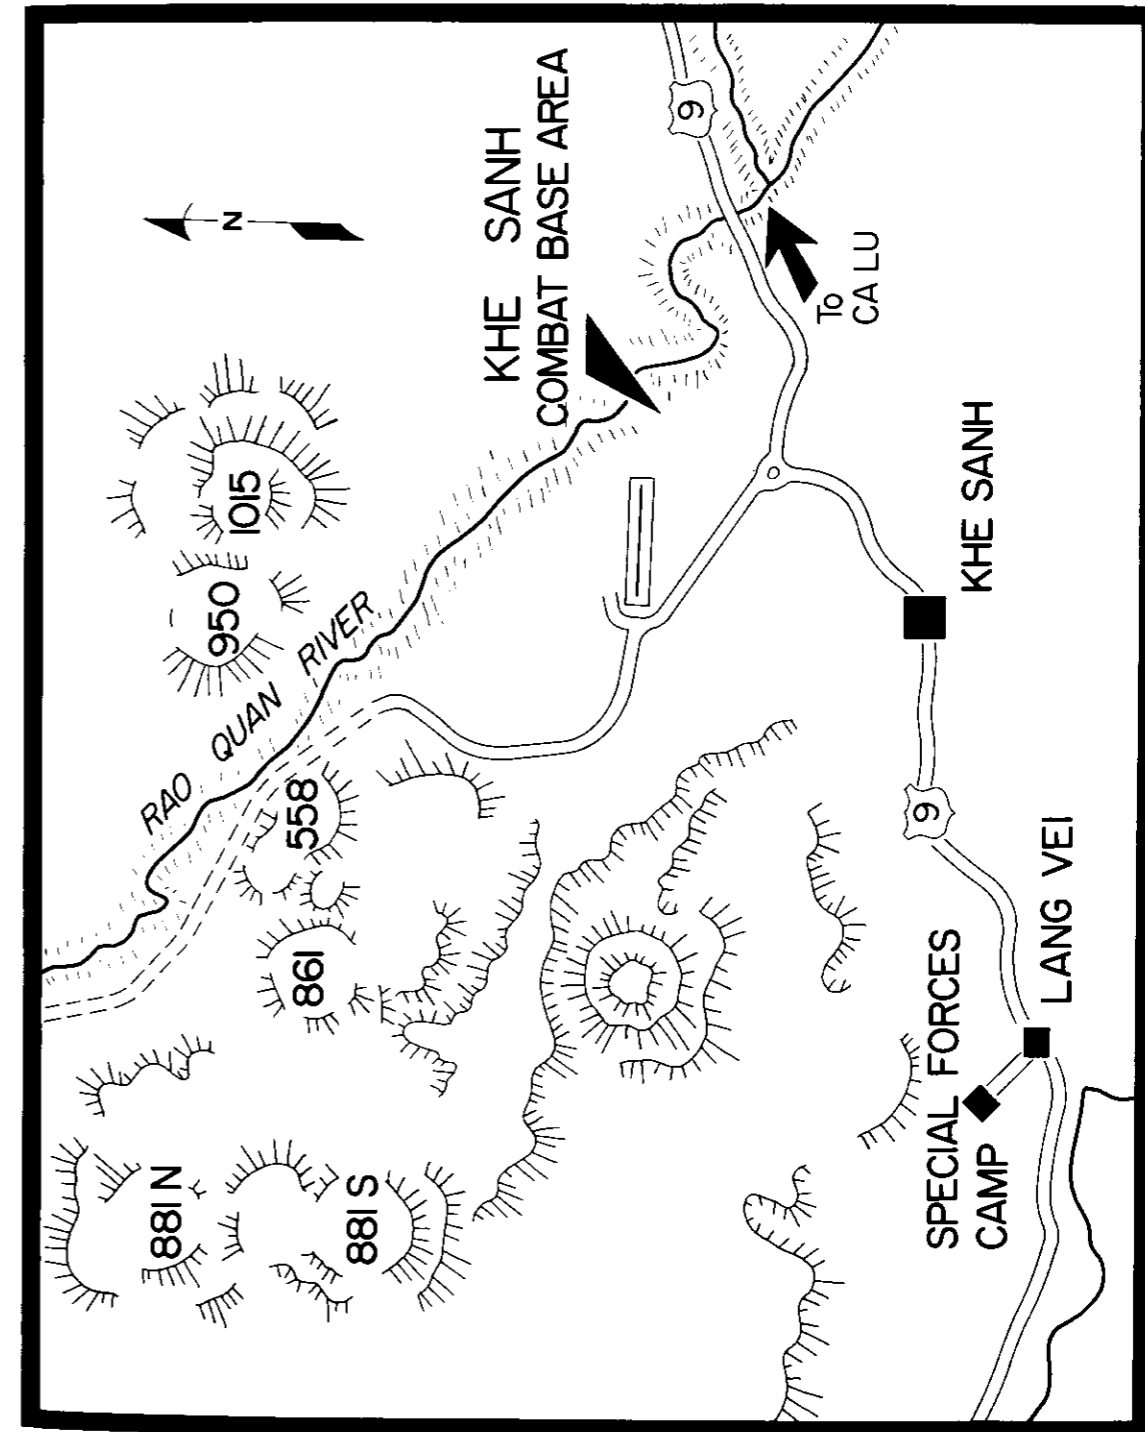 N
KHE SANH
COMBAT BASE AREA
9
To
CA LU
1015
950
RAO QUAN RIVER
558
861
881 N
881 S
KHE SANH
9
LANG VEI
SPECIAL FORCES
CAMP